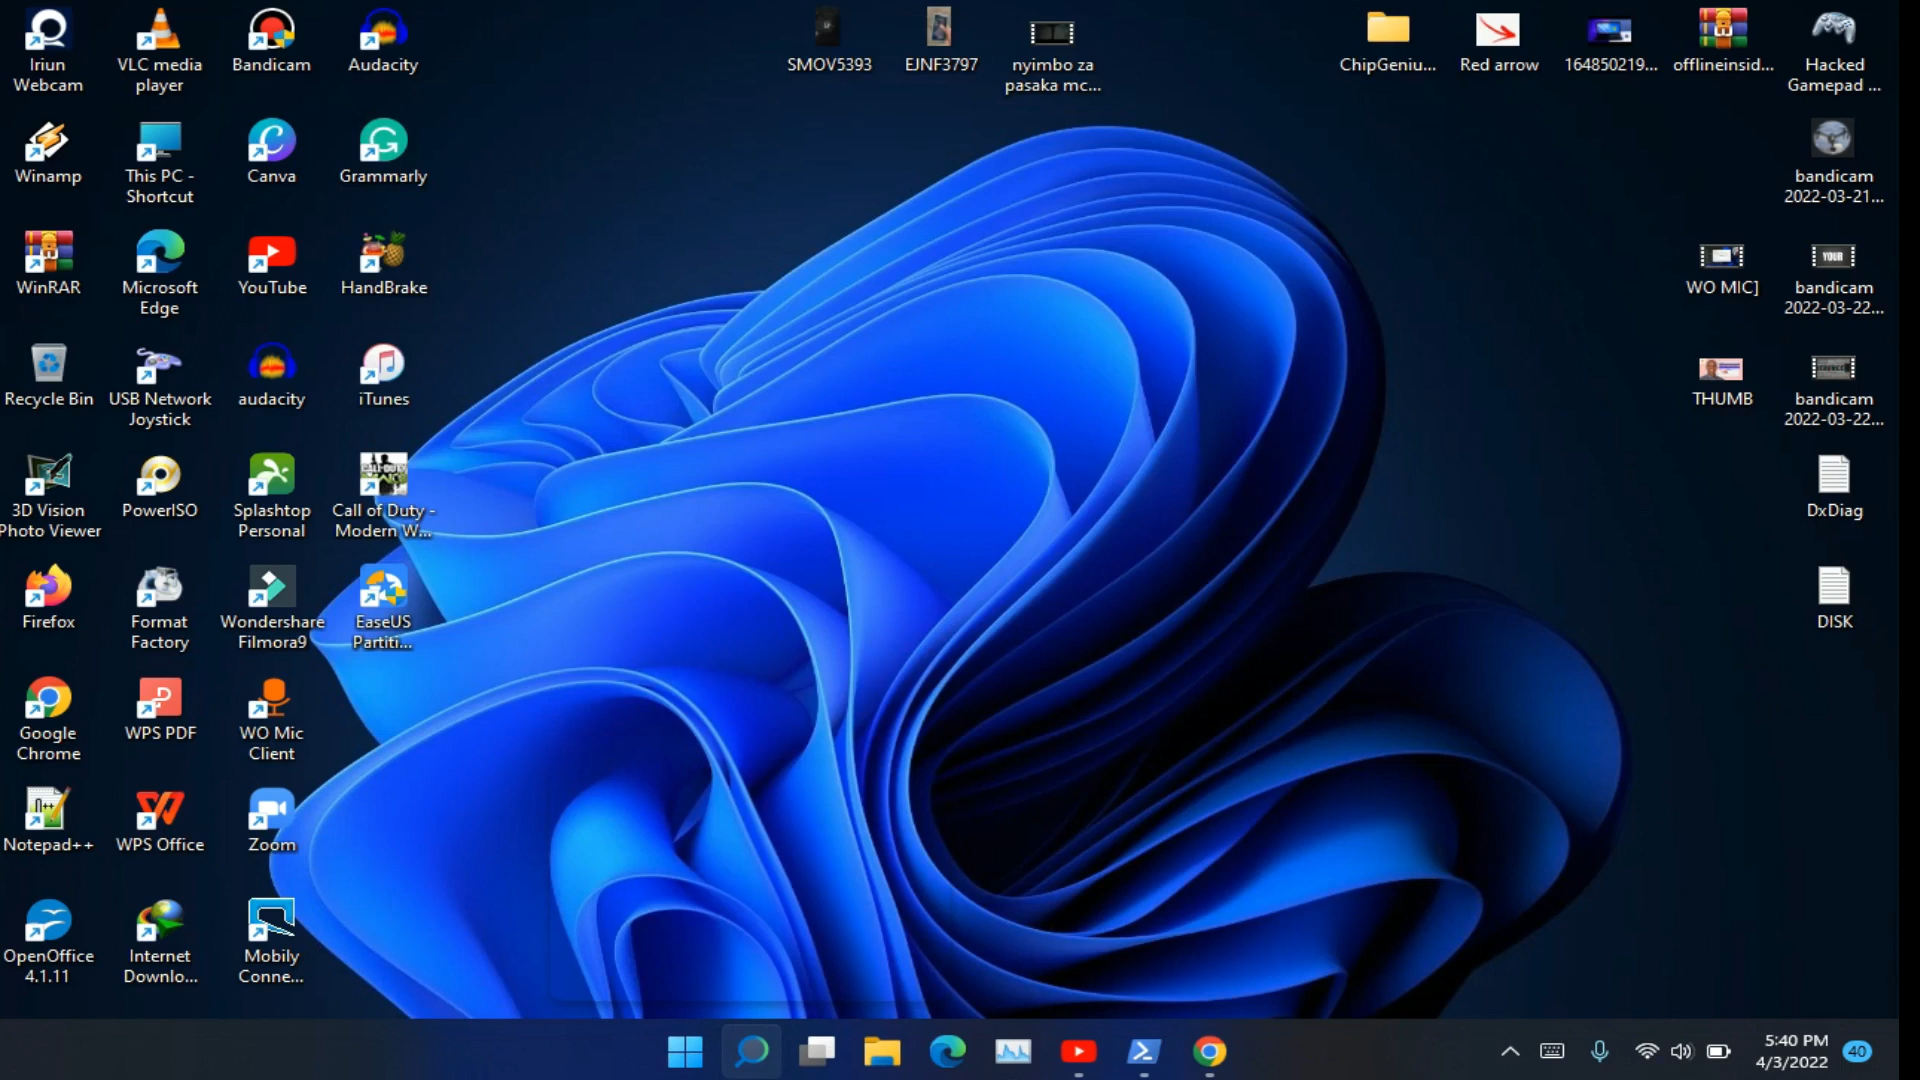 Iriun
Webcam
VLC media
player
Bandicam
Audacity
SMOV5393
EJNF3797
nyimbo za
pasaka mc...
ChipGeniu...
Red arrow
164850219...
offlineinsid...
Hacked
Gamepad ...
Winamp
This PC -
Shortcut
Canva
Grammarly
bandicam
2022-03-21...
WinRAR
Microsoft
Edge
YouTube
HandBrake
WO MIC]
YOUR
bandicam
2022-03-22...
Recycle Bin
USB Network
Joystick
audacity
iTunes
THUMB
bandicam
2022-03-22...
3D Vision
Photo Viewer
PowerISO
Splashtop
Personal
CALL OF DUTY
Call of Duty -
Modern W...
DxDiag
Firefox
Format
Factory
Wondershare
Filmora9
EaseUS
Partiti...
DISK
Google
Chrome
WPS PDF
WO Mic
Client
Notepad++
WPS Office
Zoom
OpenOffice
4.1.11
Internet
Downlo...
Mobily
Conne...
5:40 PM
4/3/2022
40